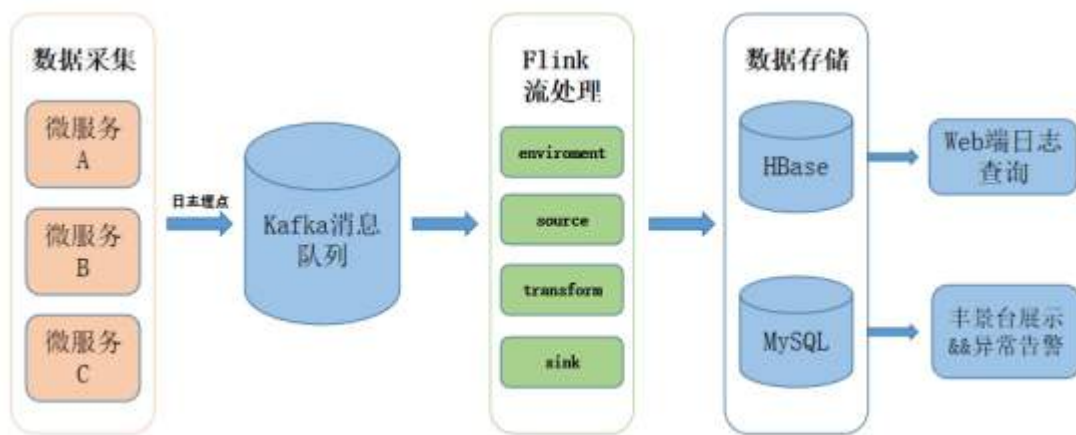 数据采集
微服务
A
微服务
B
微服务
C
日主埋点
Kafka消息
队列
Flink
流处理
enviroment
source
transform
sink
数据存储
HBase
MySQL
Web端日志
查询
丰景台展示
&&异常告警